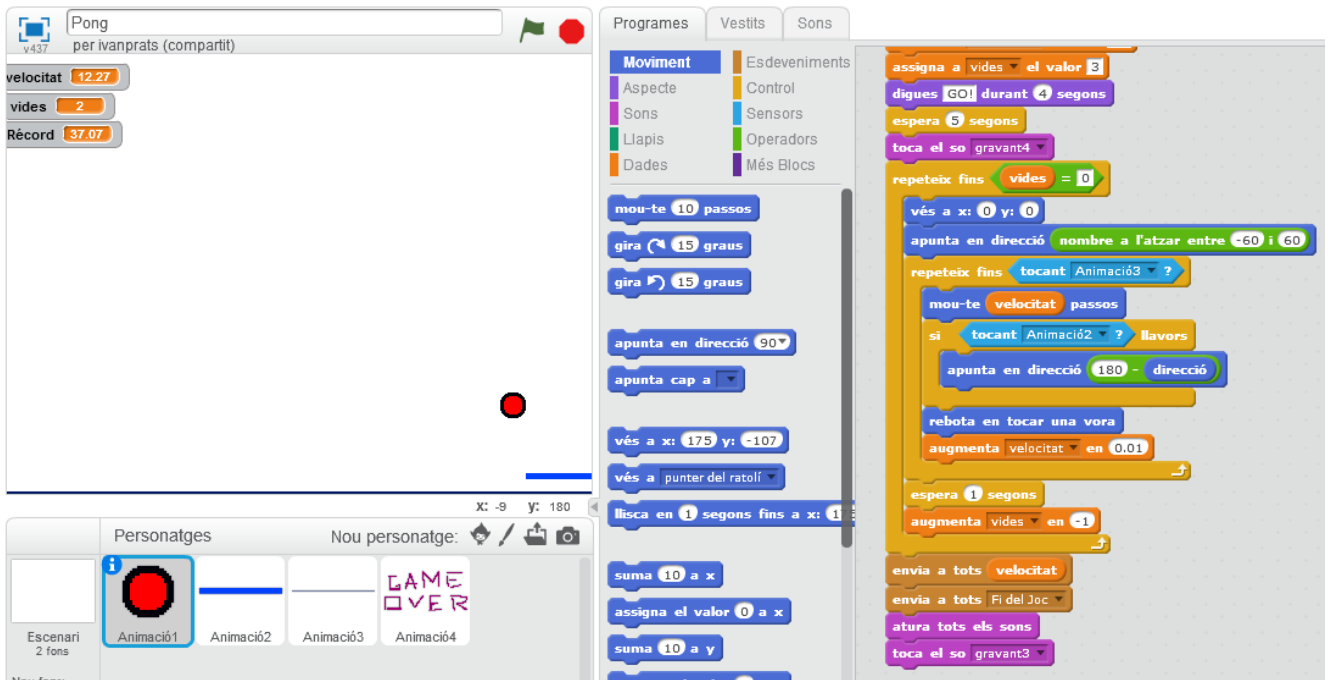 Pong
v437
per ivanprats (compartit)
velocitat 12.27
vides 2
Récord 37.07
X: -9 Y: 180
Personatges
Nou personatge:
Escenari
2 fons
Animació1
Animació2
Animació3
GAME
OVER
Animació4
Programes
Vestits
Sons
Moviment
Esdeveniments
Aspecte
Control
Sons
Sensors
Llapis
Operadors
Dades
Més Blocs
mou-te 10 passos
gira 15 graus
gira 15 graus
apunta en direcció 90
apunta cap a
vés a x: 175 y: -107
vés a punter del ratolí
llisca en 1 segons fins a x:
suma 10 a x
assigna el valor 0 a x
suma 10 a y
assigna a vides el valor 3
digues GO! durant 4 segons
espera 5 segons
toca el so gravant4
repeteix fins vides = 0
vés a x: 0 y: 0
apunta en direcció nombre a l'atzar entre -60 i 60
repeteix fins tocant Animació3 ?
mou-te velocitat passos
si tocant Animació2 ? llavors
apunta en direcció 180 - direcció
rebota en tocar una vora
augmenta velocitat en 0.01
espera 1 segons
augmenta vides en -1
envia a tots velocitat
envia a tots Fi del Joc
atura tots els sons
toca el so gravant3